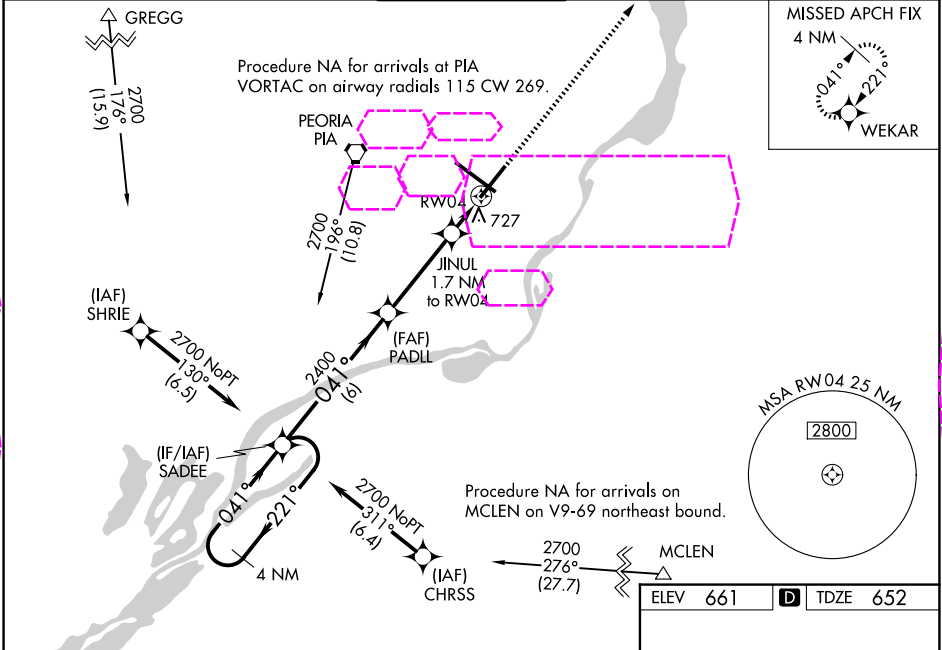 GREGG
2700
176°
(15.9)
Procedure NA for arrivals at PIA
VORTAC on airway radials 115 CW 269.
MISSED APCH FIX
4 NM
041°
221°
WEKAR
PEORIA
PIA
2700
196°
(10.8)
RW04
727
JINUL
1.7 NM
to RW04
(IAF)
SHRIE
2700 NoPT
130°
(6.5)
(FAF)
PADLL
2400
041°
(6)
MSA RW04 25 NM
2800
(IF/IAF)
SADEE
041°
221°
4 NM
2700 NoPT
311°
(6.4)
(IAF)
CHRSS
Procedure NA for arrivals on
MCLEN on V9-69 northeast bound.
2700
276°
(27.7)
MCLEN
ELEV 661 D TDZE 652